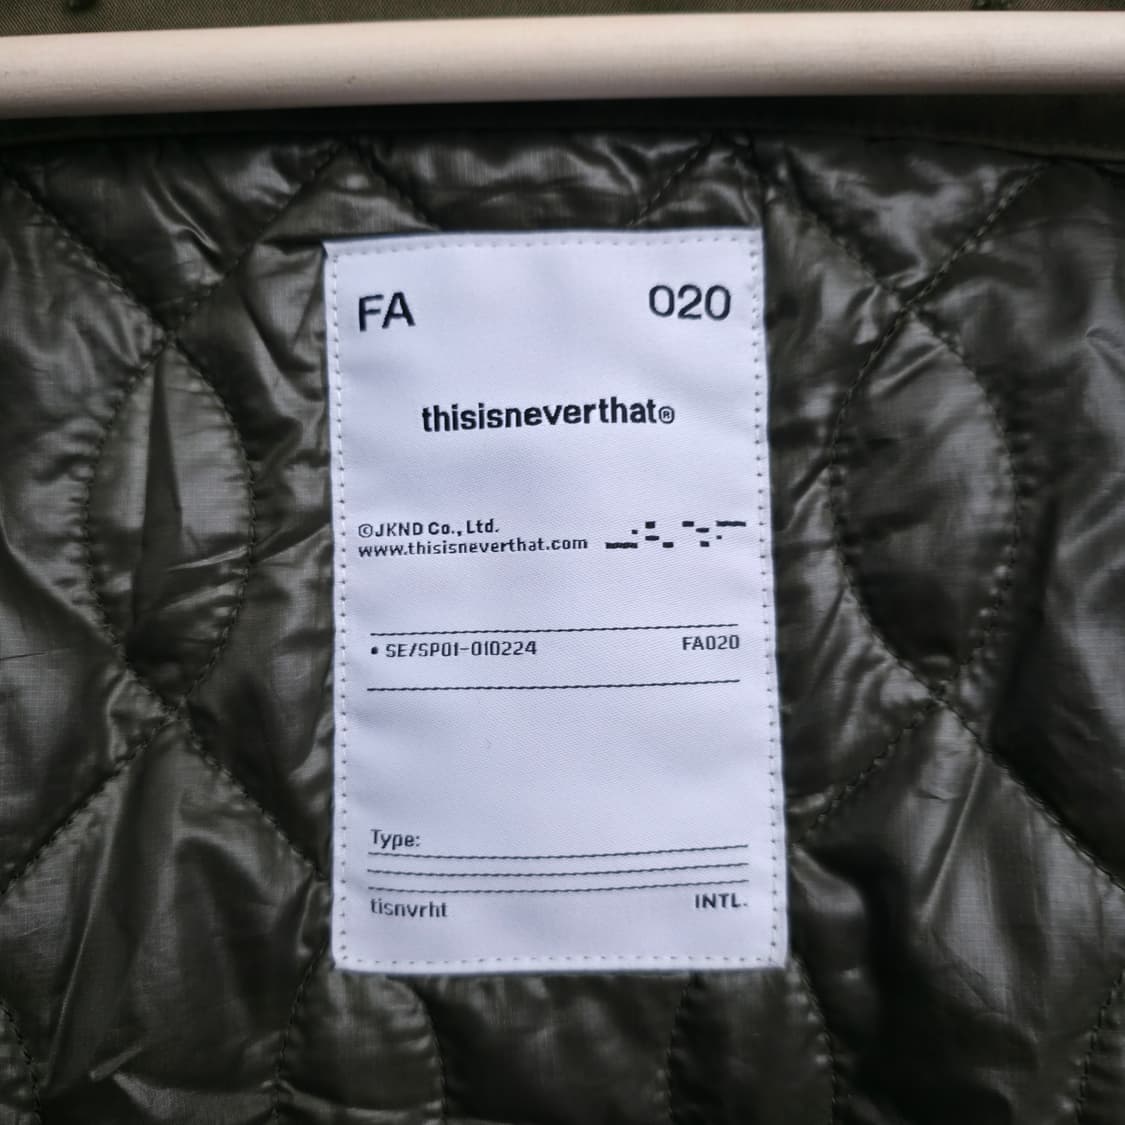 FA 020
thisisneverthat®
©JKND Co., Ltd.
www.thisisneverthat.com
• SE/SP01-010224 FA020
Type:
tisnvrht INTL.